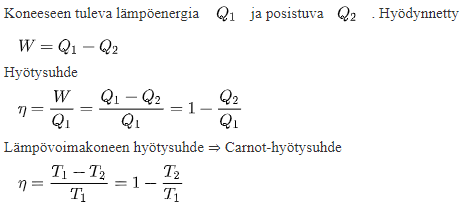 Koneeseen tuleva lämpöenergia Q₁ ja posistuva Q₂ . Hyödynnetty
W = Q₁ − Q₂
Hyötysuhde
η = W/Q₁ = (Q₁ − Q₂)/Q₁ = 1 − Q₂/Q₁
Lämpövoimakoneen hyötysuhde ⇒ Carnot-hyötysuhde
η = (T₁ − T₂)/T₁ = 1 − T₂/T₁